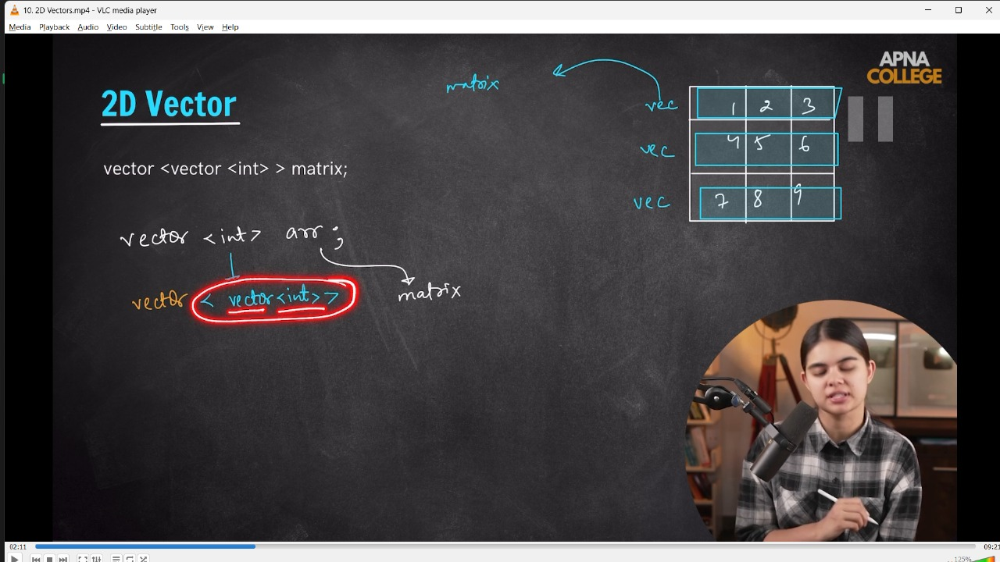 10. 2D Vectors.mp4 - VLC media player
Media Playback Audio Video Subtitle Tools View Help
APNA
COLLEGE
2D Vector
matrix
vec 1 2 3
vec 4 5 6
vec 7 8 9
vector <vector <int> > matrix;
vector <int> arr ;
vector < vector<int> > matrix
02:11
125%